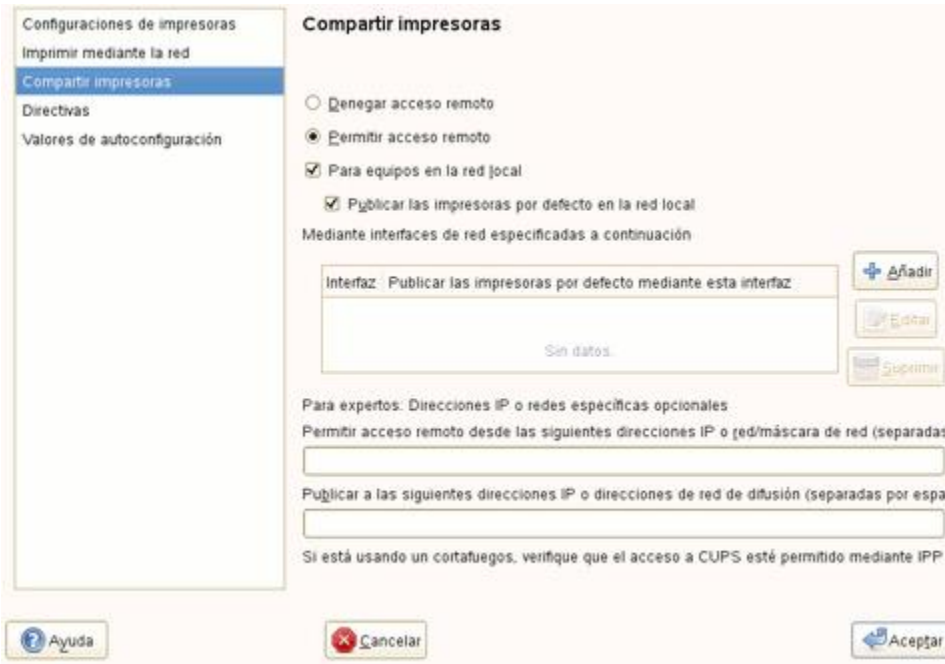 Configuraciones de impresoras
Imprimir mediante la red
Compartir impresoras
Directivas
Valores de autoconfiguración
Compartir impresoras
Denegar acceso remoto
Permitir acceso remoto
Para equipos en la red local
Publicar las impresoras por defecto en la red local
Mediante interfaces de red especificadas a continuación
Interfaz Publicar las impresoras por defecto mediante esta interfaz
Sin datos.
Añadir
Editar
Suprimir
Para expertos: Direcciones IP o redes específicas opcionales
Permitir acceso remoto desde las siguientes direcciones IP o red/máscara de red (separadas
Publicar a las siguientes direcciones IP o direcciones de red de difusión (separadas por espa
Si está usando un cortafuegos, verifique que el acceso a CUPS esté permitido mediante IPP
Ayuda
Cancelar
Aceptar